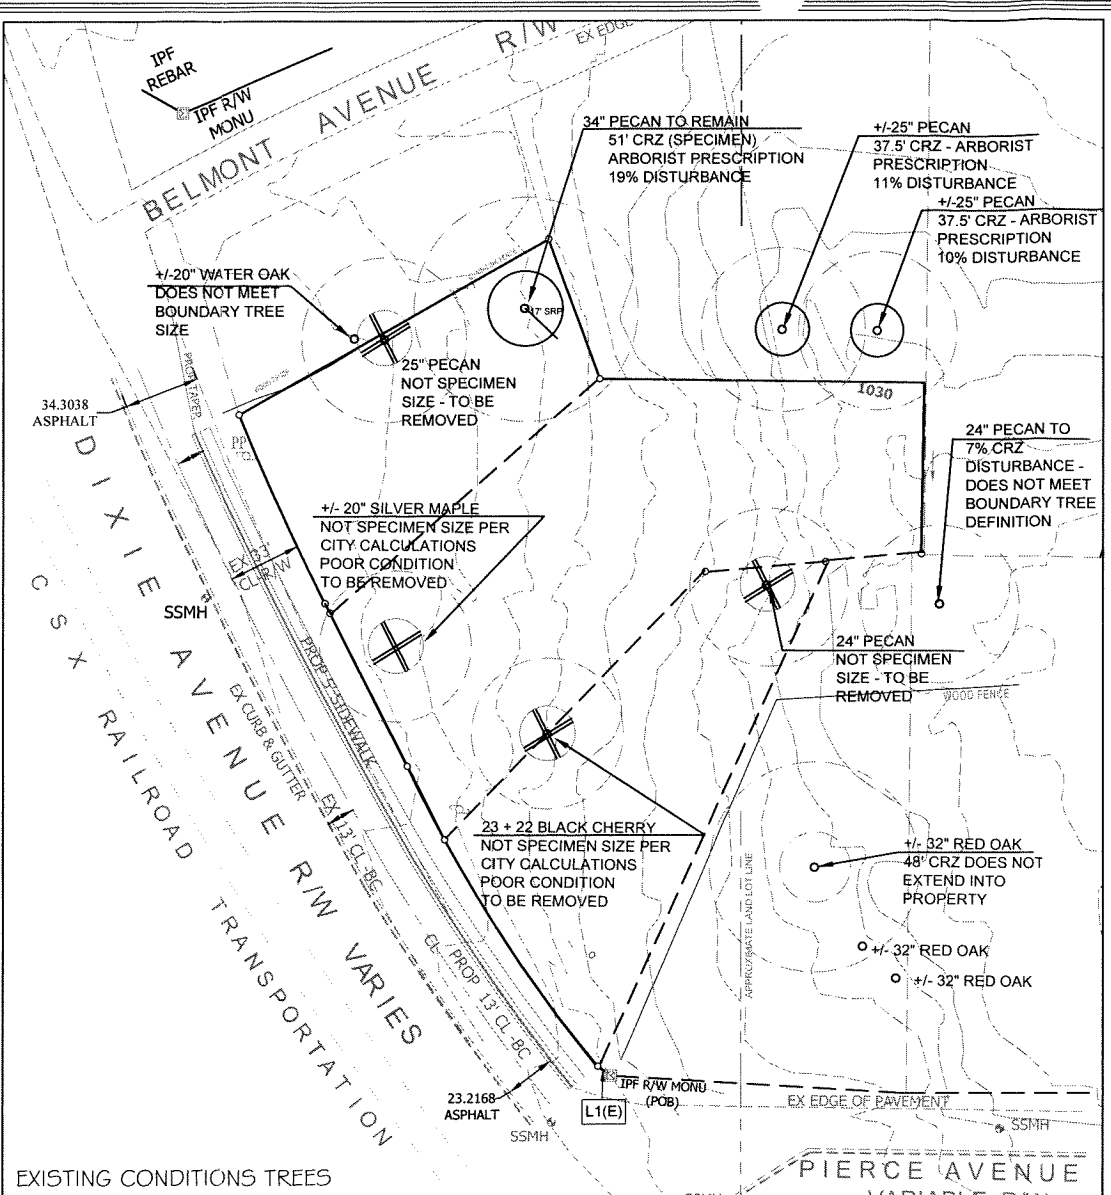 IPF
REBAR
IPF R/W
MONU
BELMONT AVENUE R/W
EX EDGE
34" PECAN TO REMAIN
51' CRZ (SPECIMEN)
ARBORIST PRESCRIPTION
19% DISTURBANCE
+/-25" PECAN
37.5' CRZ - ARBORIST
PRESCRIPTION
11% DISTURBANCE
+/-25" PECAN
37.5' CRZ - ARBORIST
PRESCRIPTION
10% DISTURBANCE
+/-20" WATER OAK
DOES NOT MEET
BOUNDARY TREE
SIZE
17' SRP
25" PECAN
NOT SPECIMEN
SIZE - TO BE
REMOVED
PROP TAPER
34.3038
ASPHALT
1030
24" PECAN TO
7% CRZ
DISTURBANCE -
DOES NOT MEET
BOUNDARY TREE
DEFINITION
+/- 20" SILVER MAPLE
NOT SPECIMEN SIZE PER
CITY CALCULATIONS
POOR CONDITION
TO BE REMOVED
EX 33'
CL-R/W
SSMH
DIXIE AVENUE R/W VARIES
CSX RAILROAD TRANSPORTATION
PROP 5' SIDEWALK
EX CURB & GUTTER
EX 13' CL-BC
CL PROP 13' CL-BC
24" PECAN
NOT SPECIMEN
SIZE - TO BE
REMOVED
WOOD FENCE
23 + 22 BLACK CHERRY
NOT SPECIMEN SIZE PER
CITY CALCULATIONS
POOR CONDITION
TO BE REMOVED
APPROXIMATE LAND LOT LINE
+/- 32" RED OAK
48' CRZ DOES NOT
EXTEND INTO
PROPERTY
+/- 32" RED OAK
+/- 32" RED OAK
IPF R/W MONU
(POB)
L1(E)
23.2168
ASPHALT
SSMH
EX EDGE OF PAVEMENT
SSMH
EXISTING CONDITIONS TREES
PIERCE AVENUE